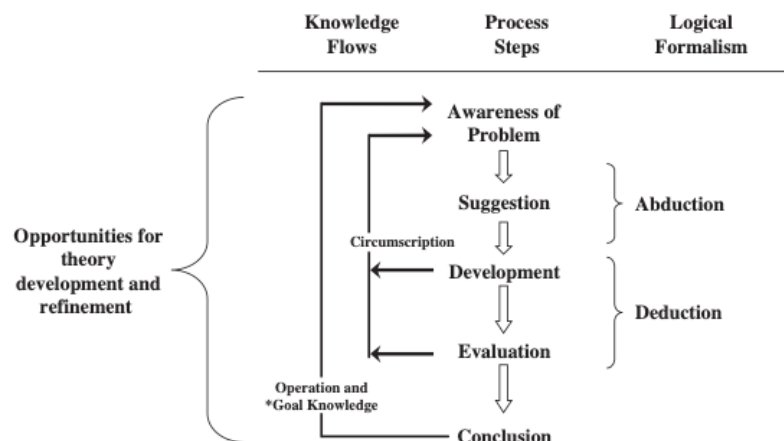 Knowledge
Flows
Process
Steps
Logical
Formalism
Awareness of
Problem
Suggestion
Abduction
Circumscription
Opportunities for
theory
development and
refinement
Development
Deduction
Evaluation
Operation and
*Goal Knowledge
Conclusion